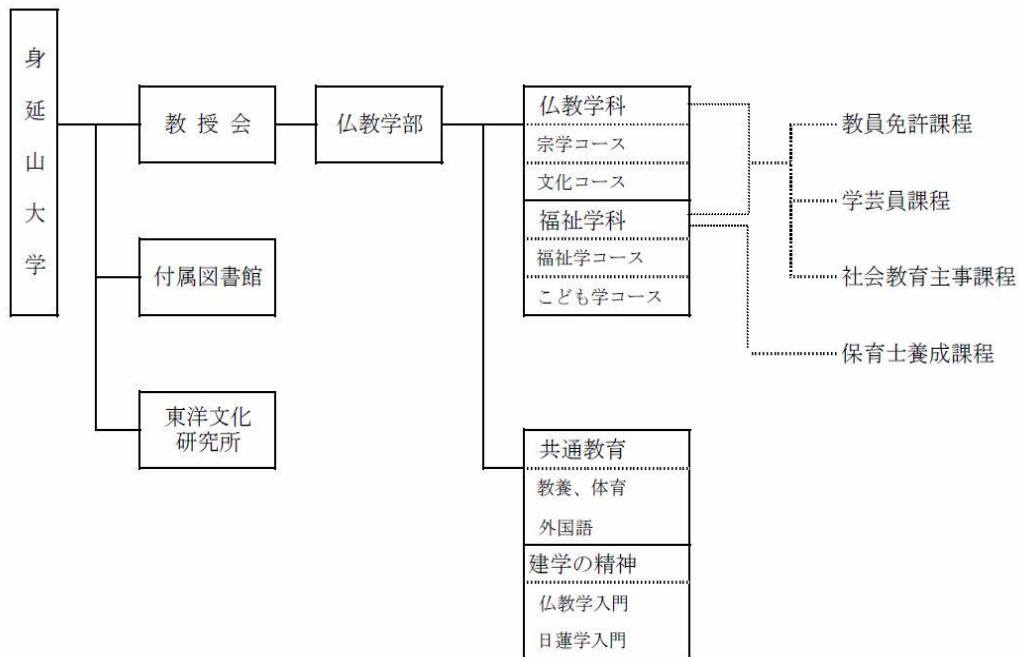 身延山大学
教授会
仏教学部
付属図書館
東洋文化
研究所
仏教学科
宗学コース
文化コース
福祉学科
福祉学コース
こども学コース
共通教育
教養、体育
外国語
建学の精神
仏教学入門
日蓮学入門
教員免許課程
学芸員課程
社会教育主事課程
保育士養成課程